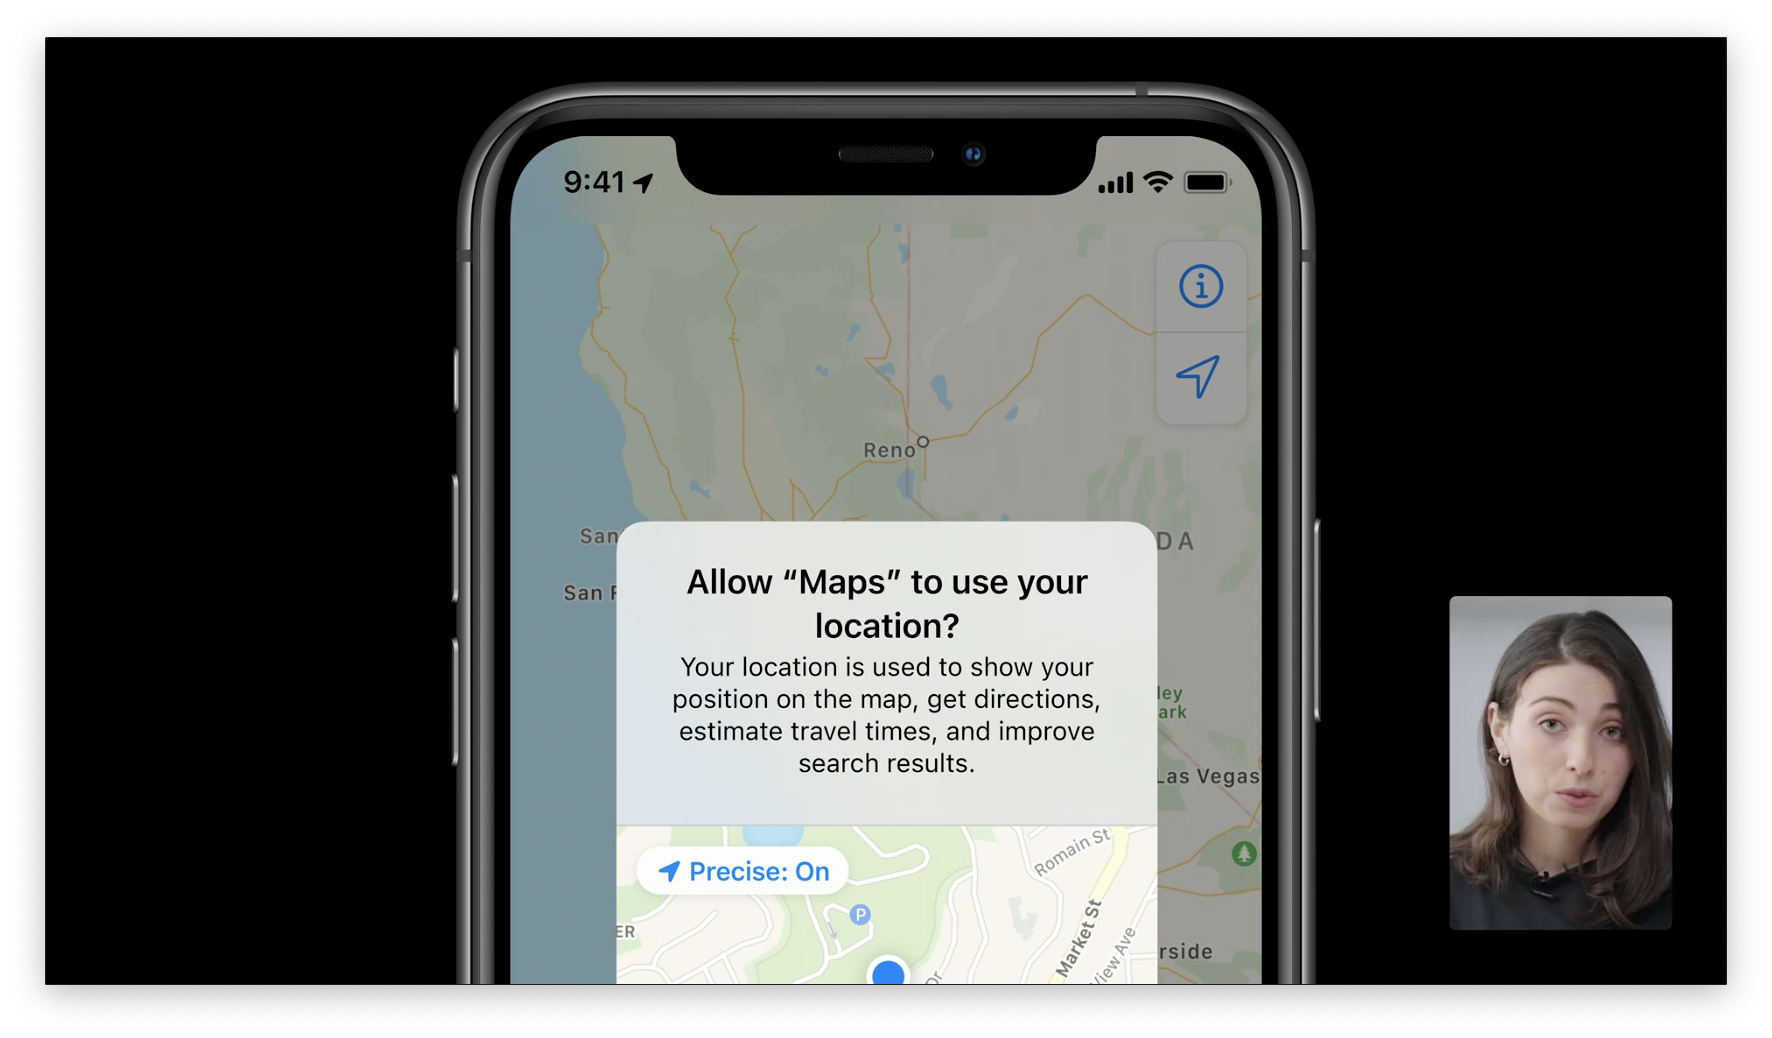 9:41
Reno
San
DA
San F
Allow “Maps” to use your
location?
Your location is used to show your
position on the map, get directions,
estimate travel times, and improve
search results.
ley
ark
Las Vegas
Precise: On
Romain St
P
ER
Market St
View Ave
rside
Dr